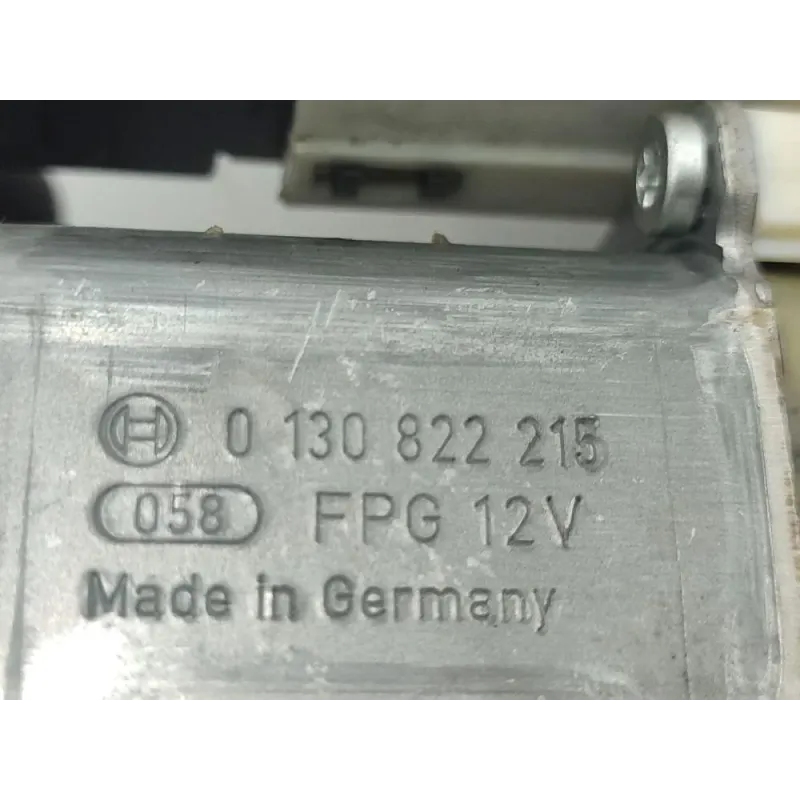 0 130 822 215
058 FPG 12V
Made in Germany